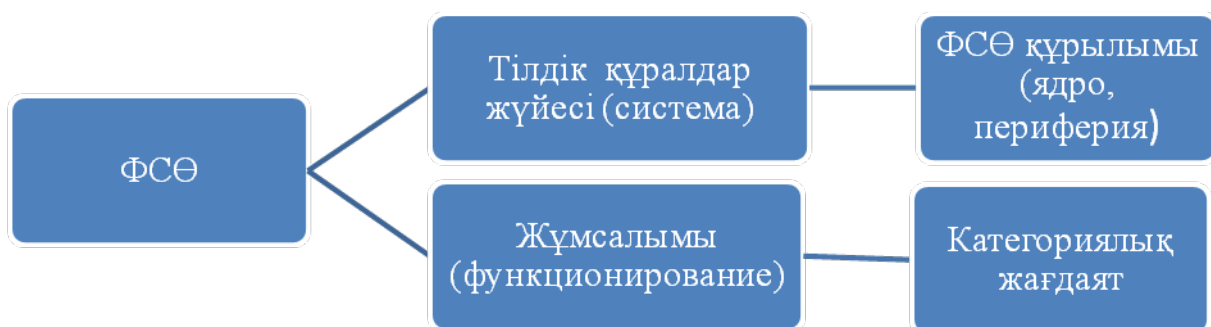 ФСӨ
Тілдік құралдар
жүйесі (система)
ФСӨ құрылымы
(ядро,
периферия)
Жұмсалымы
(функционирование)
Категориялық
жағдаят